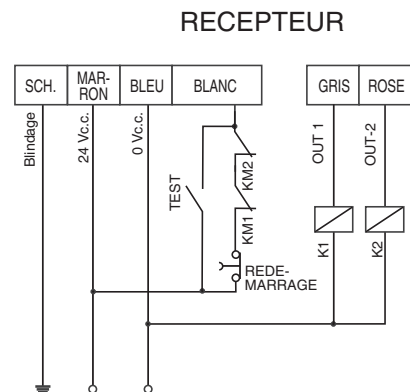 RECEPTEUR
SCH.
MAR-
RON
BLEU
BLANC
GRIS
ROSE
Blindage
24 Vc.c.
0 Vc.c.
TEST
KM2
KM1
REDE-
MARRAGE
OUT 1
OUT-2
K1
K2